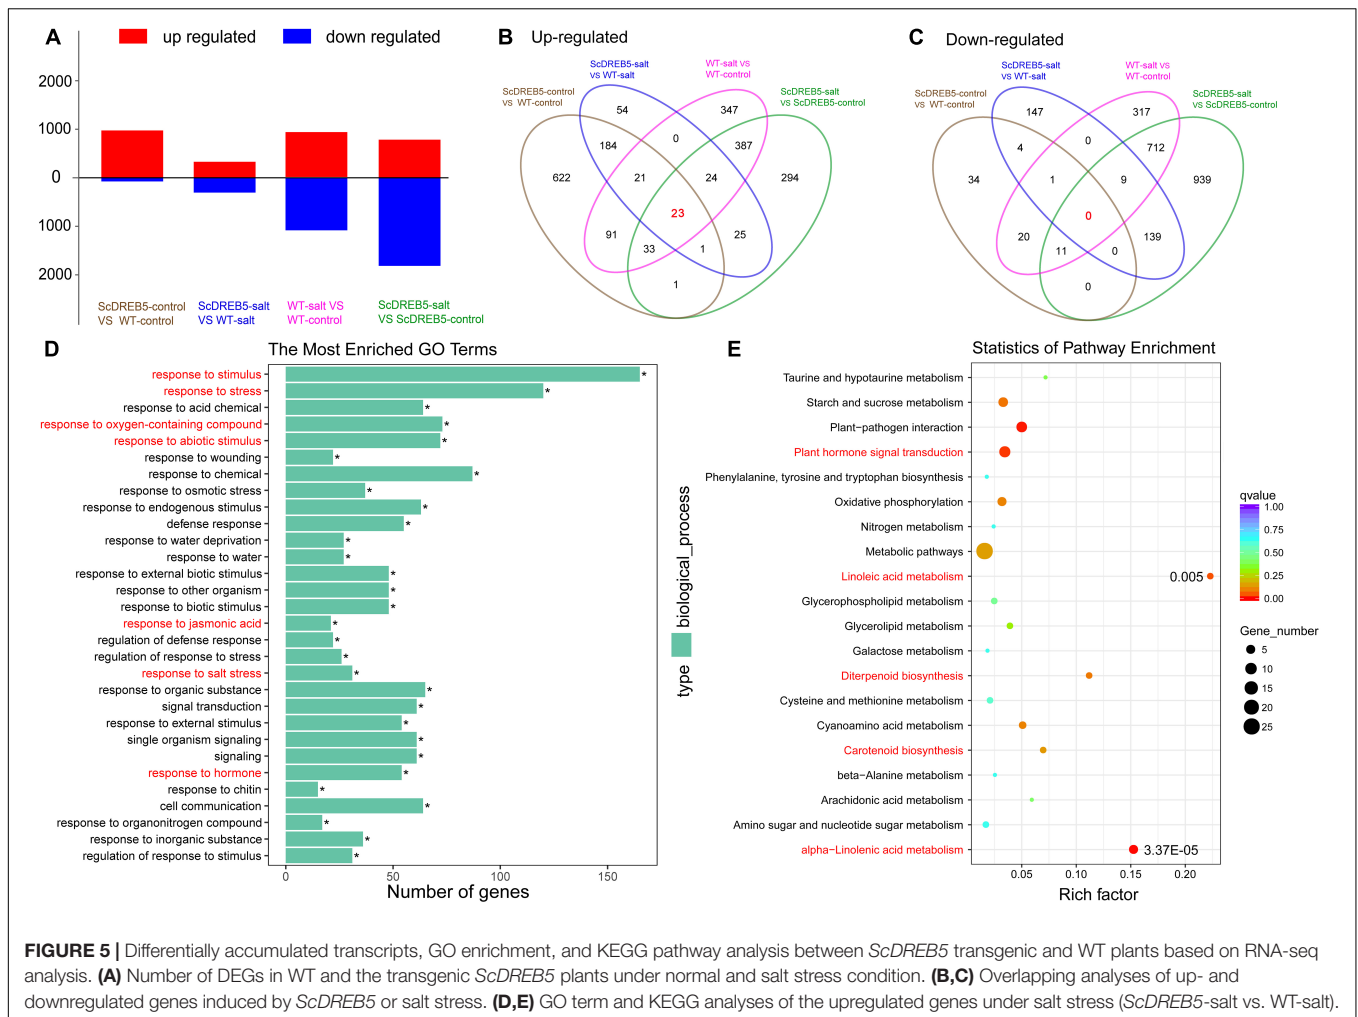 A
up regulated
down regulated
2000
1000
0
1000
2000
ScDREB5-control
VS WT-control
ScDREB5-salt
VS WT-salt
WT-salt VS
WT-control
ScDREB5-salt
VS ScDREB5-control
B Up-regulated
ScDREB5-control
vs WT-control
ScDREB5-salt
vs WT-salt
WT-salt vs
WT-control
ScDREB5-salt
vs ScDREB5-control
54
347
0
184
387
622
21
24
294
23
91
33
1
25
1
C Down-regulated
ScDREB5-control
vs WT-control
ScDREB5-salt
vs WT-salt
WT-salt vs
WT-control
ScDREB5-salt
vs ScDREB5-control
147
317
0
4
712
34
1
9
939
0
20
11
0
139
0
D
The Most Enriched GO Terms
response to stimulus
response to stress
response to acid chemical
response to oxygen-containing compound
response to abiotic stimulus
response to wounding
response to chemical
response to osmotic stress
response to endogenous stimulus
defense response
response to water deprivation
response to water
response to external biotic stimulus
response to other organism
response to biotic stimulus
response to jasmonic acid
regulation of defense response
regulation of response to stress
response to salt stress
response to organic substance
signal transduction
response to external stimulus
single organism signaling
signaling
response to hormone
response to chitin
cell communication
response to organonitrogen compound
response to inorganic substance
regulation of response to stimulus
* * * * * * * * * * * * * * * * * * * * * * * * * * * * * *
0 50 100 150
Number of genes
type biological_process
E
Statistics of Pathway Enrichment
Taurine and hypotaurine metabolism
Starch and sucrose metabolism
Plant−pathogen interaction
Plant hormone signal transduction
Phenylalanine, tyrosine and tryptophan biosynthesis
Oxidative phosphorylation
Nitrogen metabolism
Metabolic pathways
Linoleic acid metabolism
0.005
Glycerophospholipid metabolism
Glycerolipid metabolism
Galactose metabolism
Diterpenoid biosynthesis
Cysteine and methionine metabolism
Cyanoamino acid metabolism
Carotenoid biosynthesis
beta−Alanine metabolism
Arachidonic acid metabolism
Amino sugar and nucleotide sugar metabolism
alpha−Linolenic acid metabolism
3.37E-05
0.05 0.10 0.15 0.20
Rich factor
qvalue
1.00
0.75
0.50
0.25
0.00
Gene_number
5
10
15
20
25
FIGURE 5 | Differentially accumulated transcripts, GO enrichment, and KEGG pathway analysis between ScDREB5 transgenic and WT plants based on RNA-seq
analysis. (A) Number of DEGs in WT and the transgenic ScDREB5 plants under normal and salt stress condition. (B,C) Overlapping analyses of up- and
downregulated genes induced by ScDREB5 or salt stress. (D,E) GO term and KEGG analyses of the upregulated genes under salt stress (ScDREB5-salt vs. WT-salt).